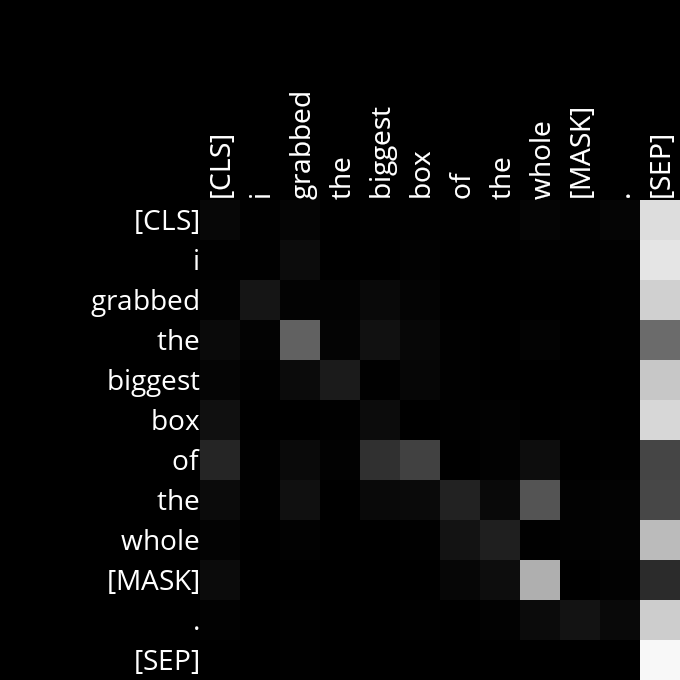 [CLS] i grabbed the biggest box of the whole [MASK] . [SEP]
[CLS]
i
grabbed
the
biggest
box
of
the
whole
[MASK]
.
[SEP]